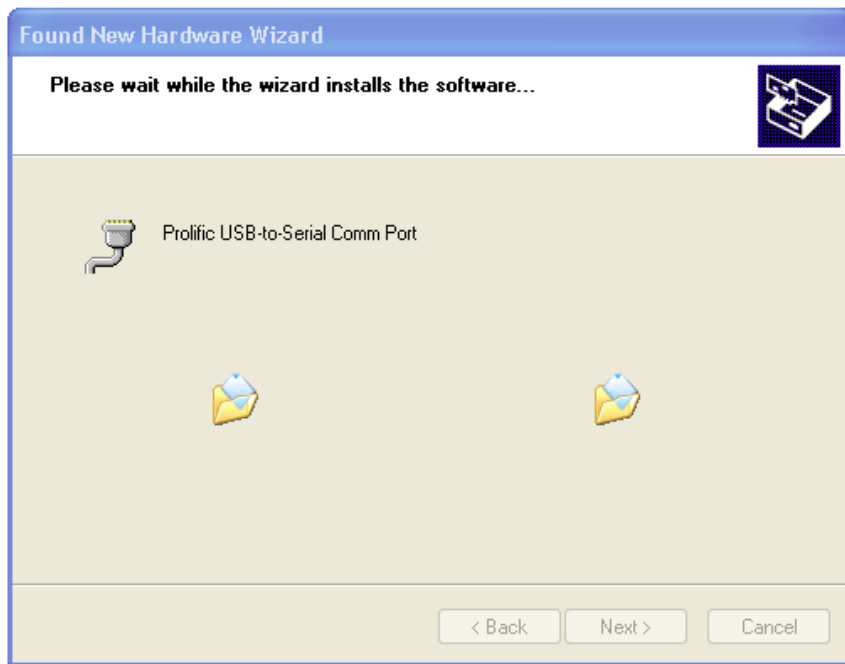 Found New Hardware Wizard
Please wait while the wizard installs the software...
Prolific USB-to-Serial Comm Port
< Back
Next >
Cancel